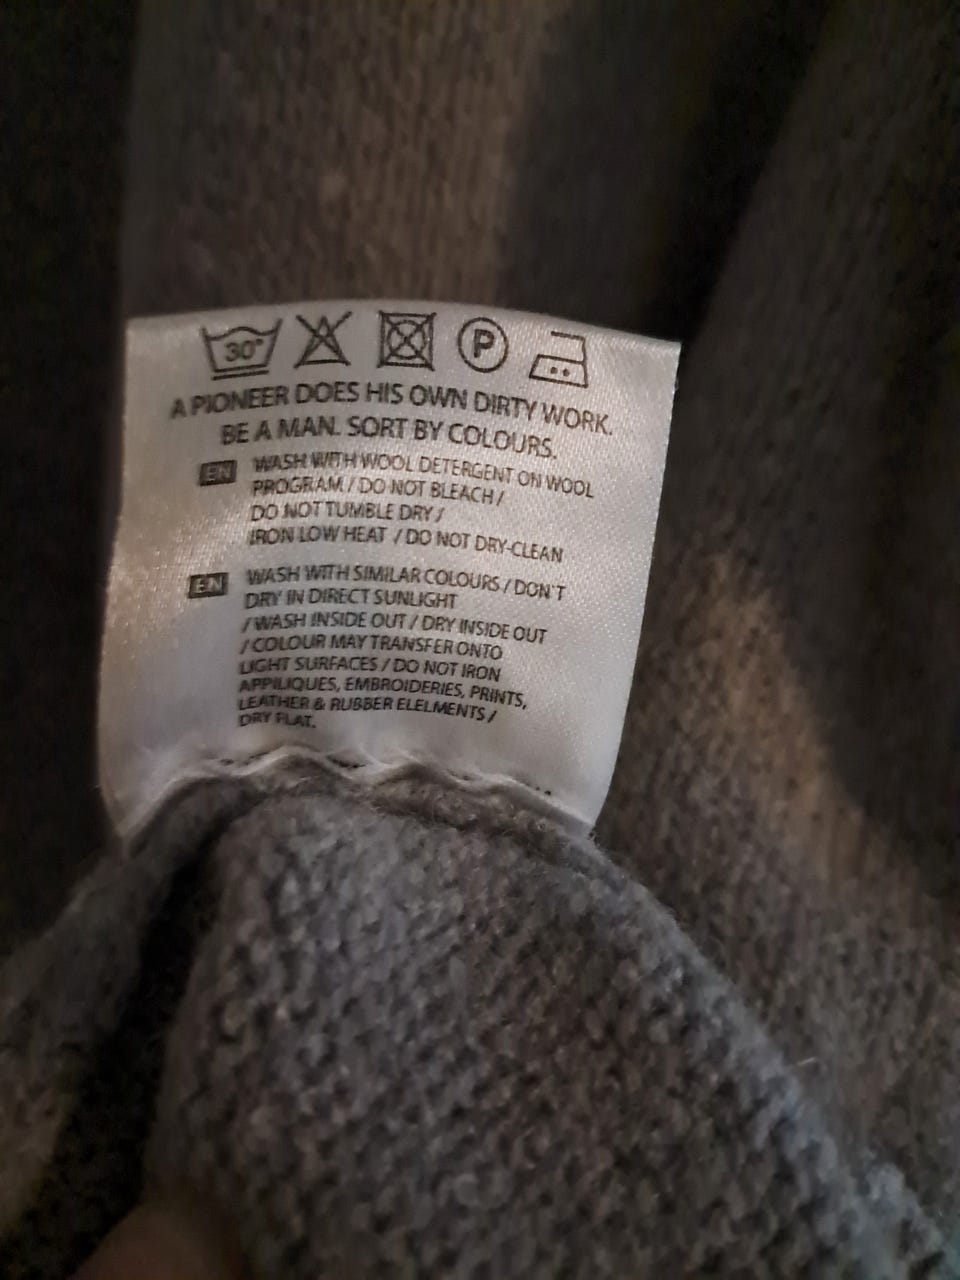 30°
P
A PIONEER DOES HIS OWN DIRTY WORK.
BE A MAN. SORT BY COLOURS.
EN WASH WITH WOOL DETERGENT ON WOOL
PROGRAM / DO NOT BLEACH /
DO NOT TUMBLE DRY /
IRON LOW HEAT / DO NOT DRY-CLEAN
EN WASH WITH SIMILAR COLOURS / DON'T
DRY IN DIRECT SUNLIGHT
/ WASH INSIDE OUT / DRY INSIDE OUT
/ COLOUR MAY TRANSFER ONTO
LIGHT SURFACES / DO NOT IRON
APPILIQUES, EMBROIDERIES, PRINTS,
LEATHER & RUBBER ELELMENTS /
DRY FLAT.